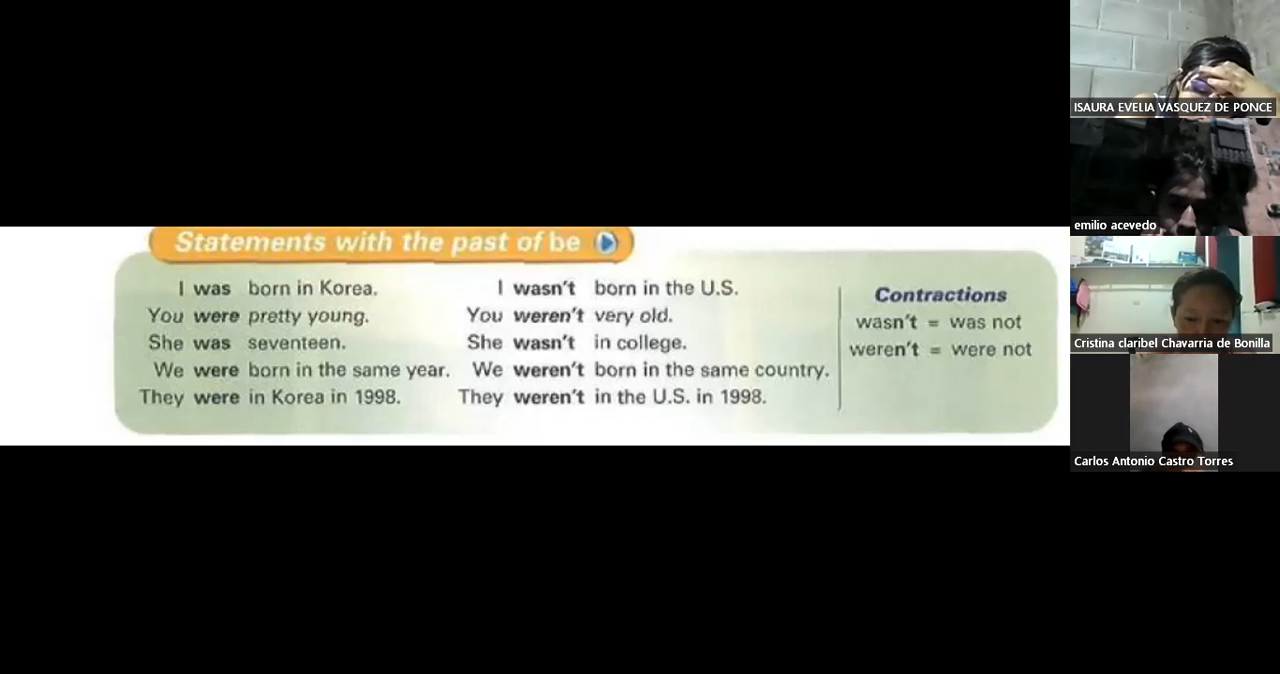 Statements with the past of be
I was born in Korea.
You were pretty young.
She was seventeen.
We were born in the same year.
They were in Korea in 1998.
I wasn't born in the U.S.
You weren't very old.
She wasn't in college.
We weren't born in the same country.
They weren't in the U.S. in 1998.
Contractions
wasn't = was not
weren't = were not
ISAURA EVELIA VASQUEZ DE PONCE
emilio acevedo
Cristina claribel Chavarria de Bonilla
Carlos Antonio Castro Torres